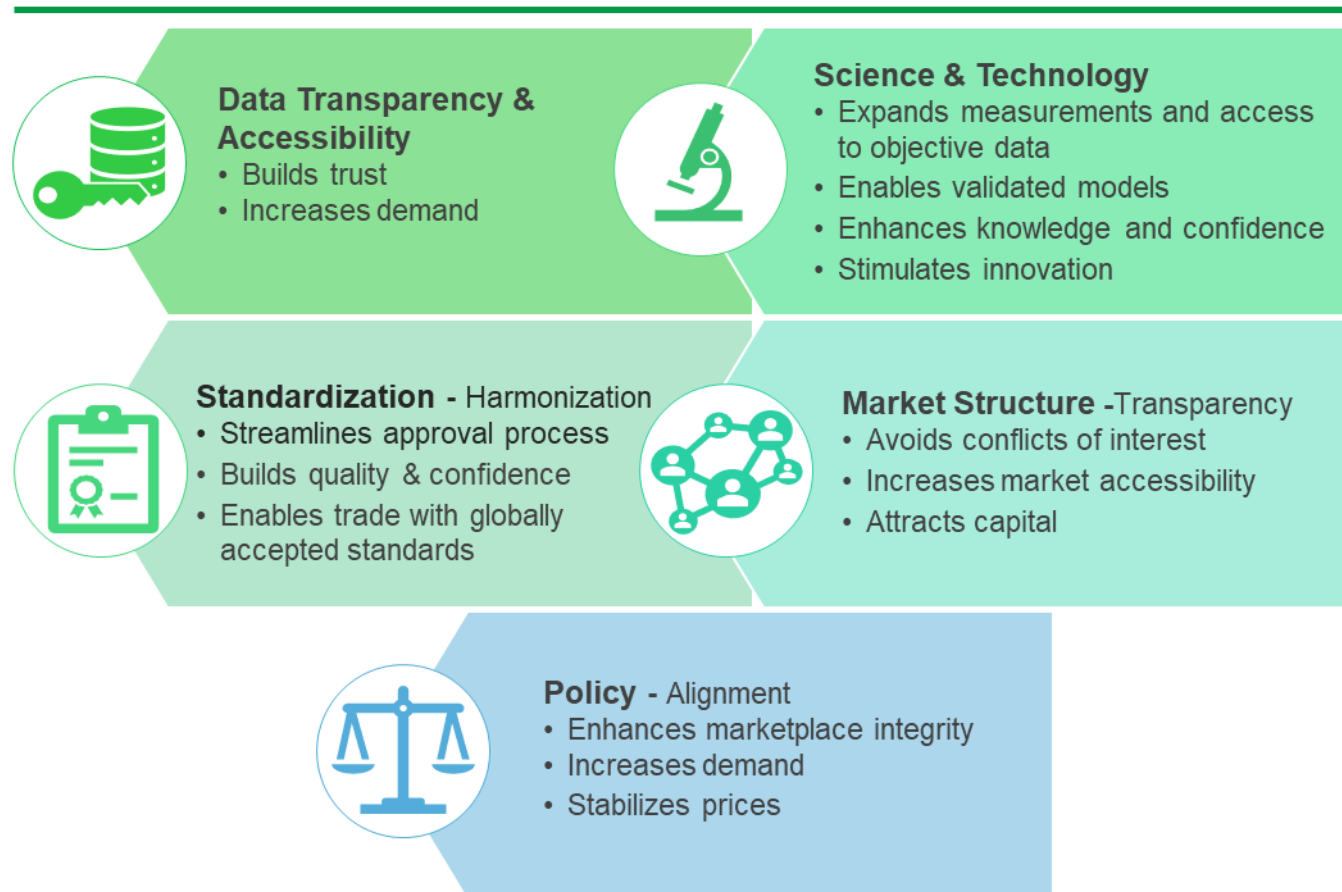 Data Transparency &
Accessibility
• Builds trust
• Increases demand
Science & Technology
• Expands measurements and access
to objective data
• Enables validated models
• Enhances knowledge and confidence
• Stimulates innovation
Standardization - Harmonization
• Streamlines approval process
• Builds quality & confidence
• Enables trade with globally
accepted standards
Market Structure -Transparency
• Avoids conflicts of interest
• Increases market accessibility
• Attracts capital
Policy - Alignment
• Enhances marketplace integrity
• Increases demand
• Stabilizes prices